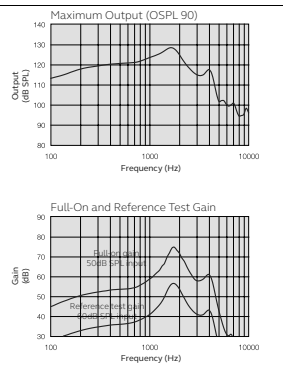 Maximum Output (OSPL 90)
140
130
120
110
100
90
80
Output
(dB SPL)
100
1000
10000
Frequency (Hz)
Full-On and Reference Test Gain
90
80
70
60
50
40
30
Gain
(dB)
Full-on gain
50dB SPL input
Reference test gain
60dB SPL input
100
1000
10000
Frequency (Hz)